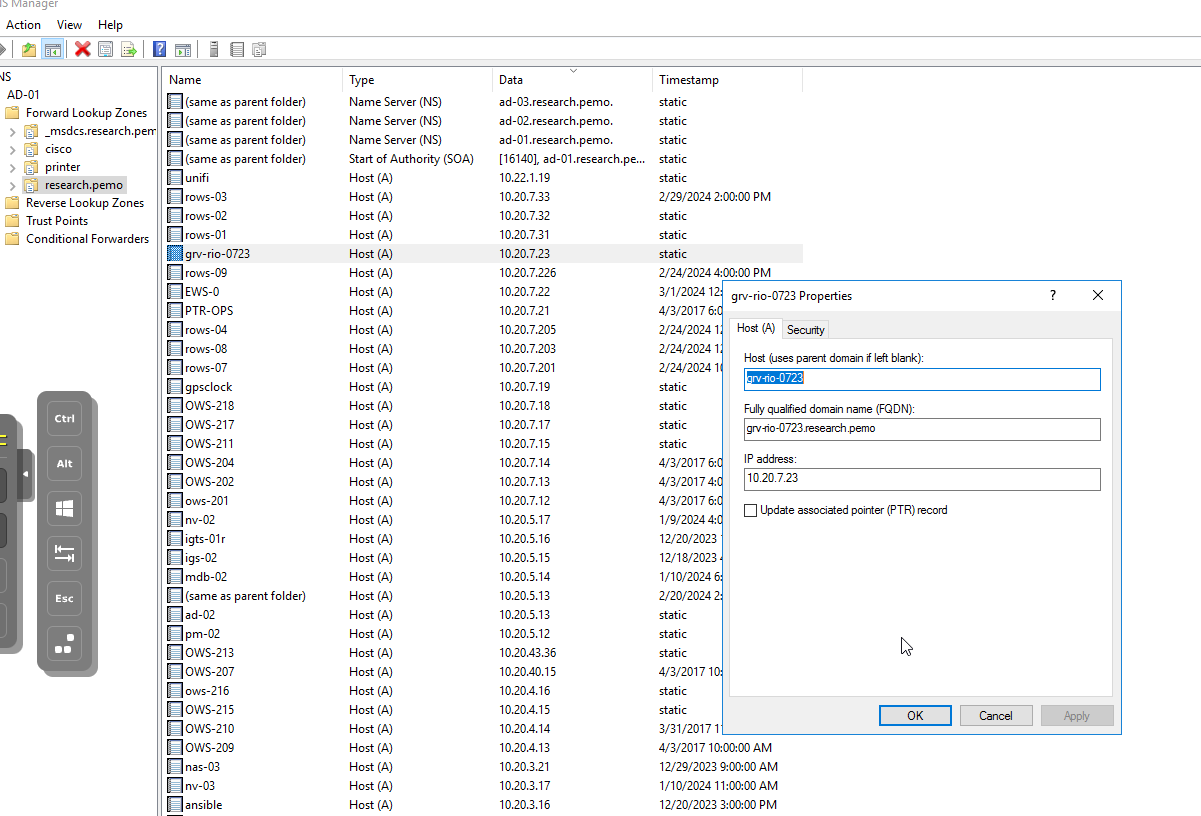 NS Manager
Action View Help
Name Type Data Timestamp
NS
AD-01
Forward Lookup Zones
_msdcs.research.pem
cisco
printer
research.pemo
Reverse Lookup Zones
Trust Points
Conditional Forwarders
(same as parent folder) Name Server (NS) ad-03.research.pemo. static
(same as parent folder) Name Server (NS) ad-02.research.pemo. static
(same as parent folder) Name Server (NS) ad-01.research.pemo. static
(same as parent folder) Start of Authority (SOA) [16140], ad-01.research.pe... static
unifi Host (A) 10.22.1.19 static
rows-03 Host (A) 10.20.7.33 2/29/2024 2:00:00 PM
rows-02 Host (A) 10.20.7.32 static
rows-01 Host (A) 10.20.7.31 static
grv-rio-0723 Host (A) 10.20.7.23 static
rows-09 Host (A) 10.20.7.226 2/24/2024 4:00:00 PM
EWS-0 Host (A) 10.20.7.22 3/1/2024 12:
PTR-OPS Host (A) 10.20.7.21 4/3/2017 6:0
rows-04 Host (A) 10.20.7.205 2/24/2024 12
rows-08 Host (A) 10.20.7.203 2/24/2024 12
rows-07 Host (A) 10.20.7.201 2/24/2024 10
gpsclock Host (A) 10.20.7.19 static
OWS-218 Host (A) 10.20.7.18 static
OWS-217 Host (A) 10.20.7.17 static
OWS-211 Host (A) 10.20.7.15 static
OWS-204 Host (A) 10.20.7.14 4/3/2017 6:0
OWS-202 Host (A) 10.20.7.13 4/3/2017 4:0
ows-201 Host (A) 10.20.7.12 4/3/2017 6:0
nv-02 Host (A) 10.20.5.17 1/9/2024 4:0
igts-01r Host (A) 10.20.5.16 12/20/2023
igs-02 Host (A) 10.20.5.15 12/18/2023
mdb-02 Host (A) 10.20.5.14 1/10/2024 6:
(same as parent folder) Host (A) 10.20.5.13 2/20/2024 2:
ad-02 Host (A) 10.20.5.13 static
pm-02 Host (A) 10.20.5.12 static
OWS-213 Host (A) 10.20.43.36 static
OWS-207 Host (A) 10.20.40.15 4/3/2017 10:
ows-216 Host (A) 10.20.4.16 static
OWS-215 Host (A) 10.20.4.15 static
OWS-210 Host (A) 10.20.4.14 3/31/2017 1
OWS-209 Host (A) 10.20.4.13 4/3/2017 10:00:00 AM
nas-03 Host (A) 10.20.3.21 12/29/2023 9:00:00 AM
nv-03 Host (A) 10.20.3.17 1/10/2024 11:00:00 AM
ansible Host (A) 10.20.3.16 12/20/2023 3:00:00 PM
grv-rio-0723 Properties
Host (A) Security
Host (uses parent domain if left blank):
grv-rio-0723
Fully qualified domain name (FQDN):
grv-rio-0723.research.pemo
IP address:
10.20.7.23
Update associated pointer (PTR) record
OK Cancel Apply
Ctrl
Alt
Esc